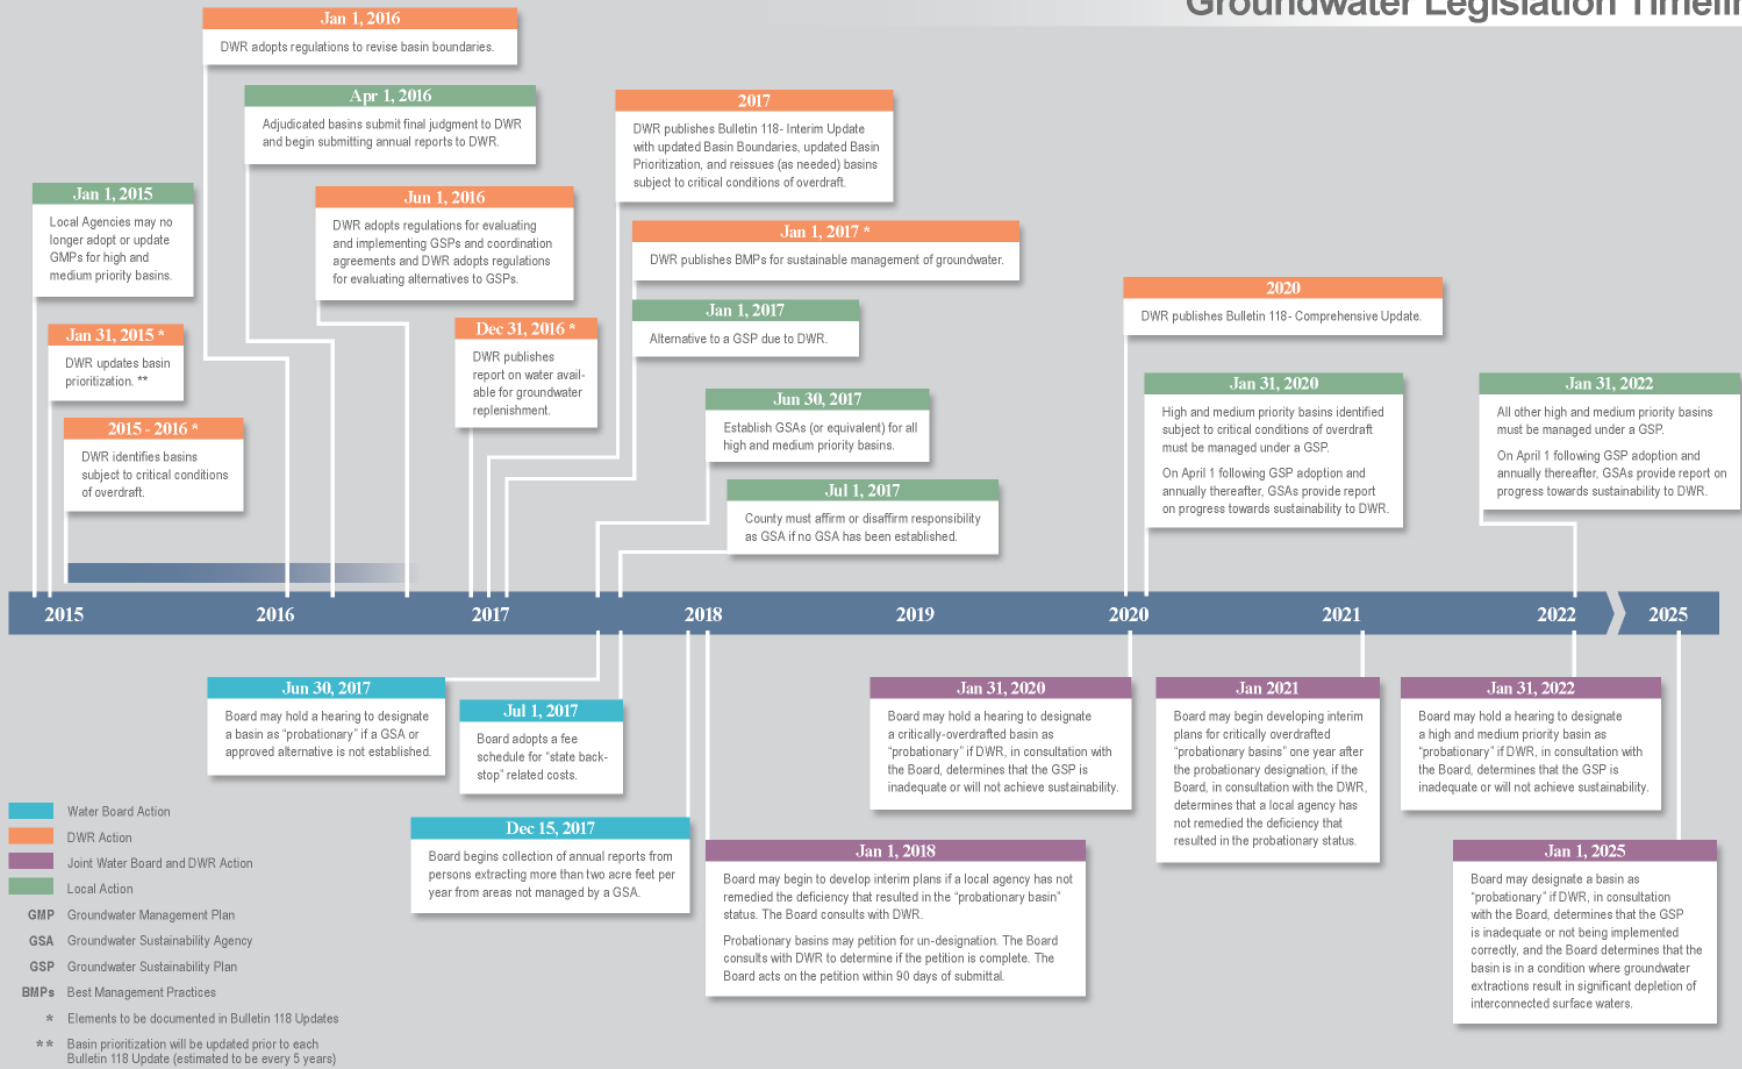 Groundwater Legislation
Jan 1, 2016
DWR adopts regulations to revise basin boundaries.
Apr 1, 2016
Adjudicated basins submit final judgment to DWR
and begin submitting annual reports to DWR.
Jan 1, 2015
Local Agencies may no
longer adopt or update
GMPs for high and
medium priority basins.
Jan 31, 2015 *
DWR updates basin
prioritization. **
2015 - 2016 *
DWR identifies basins
subject to critical conditions
of overdraft.
Jun 1, 2016
DWR adopts regulations for evaluating
and implementing GSPs and coordination
agreements and DWR adopts regulations
for evaluating alternatives to GSPs.
Dec 31, 2016 *
DWR publishes
report on water avail-
able for groundwater
replenishment.
2017
DWR publishes Bulletin 118- Interim Update
with updated Basin Boundaries, updated Basin
Prioritization, and reissues (as needed) basins
subject to critical conditions of overdraft.
Jan 1, 2017 *
DWR publishes BMPs for sustainable management of groundwater.
Jan 1, 2017
Alternative to a GSP due to DWR.
Jun 30, 2017
Establish GSAs (or equivalent) for all
high and medium priority basins.
Jul 1, 2017
County must affirm or disaffirm responsibility
as GSA if no GSA has been established.
2020
DWR publishes Bulletin 118- Comprehensive Update.
Jan 31, 2020
High and medium priority basins identified
subject to critical conditions of overdraft
must be managed under a GSP.
On April 1 following GSP adoption and
annually thereafter, GSAs provide report
on progress towards sustainability to DWR.
Jan 31, 2022
All other high and medium priority basins
must be managed under a GSP.
On April 1 following GSP adoption and
annually thereafter, GSAs provide report on
progress towards sustainability to DWR.
2015 2016 2017 2018 2019 2020 2021 2022 2025
Jun 30, 2017
Board may hold a hearing to designate
a basin as “probationary” if a GSA or
approved alternative is not established.
Jul 1, 2017
Board adopts a fee
schedule for “state back-
stop” related costs.
Dec 15, 2017
Board begins collection of annual reports from
persons extracting more than two acre feet per
year from areas not managed by a GSA.
Jan 1, 2018
Board may begin to develop interim plans if a local agency has not
remedied the deficiency that resulted in the “probationary basin”
status. The Board consults with DWR.
Probationary basins may petition for un-designation. The Board
consults with DWR to determine if the petition is complete. The
Board acts on the petition within 90 days of submittal.
Jan 31, 2020
Board may hold a hearing to designate
a critically-overdrafted basin as
“probationary” if DWR, in consultation with
the Board, determines that the GSP is
inadequate or will not achieve sustainability.
Jan 2021
Board may begin developing interim
plans for critically overdrafted
“probationary basins” one year after
the probationary designation, if the
Board, in consultation with the DWR,
determines that a local agency has
not remedied the deficiency that
resulted in the probationary status.
Jan 31, 2022
Board may hold a hearing to designate
a high and medium priority basin as
“probationary” if DWR, in consultation with
the Board, determines that the GSP is
inadequate or will not achieve sustainability.
Jan 1, 2025
Board may designate a basin as
“probationary” if DWR, in consultation
with the Board, determines that the GSP
is inadequate or not being implemented
correctly, and the Board determines that the
basin is in a condition where groundwater
extractions result in significant depletion of
interconnected surface waters.
Water Board Action
DWR Action
Joint Water Board and DWR Action
Local Action
GMP Groundwater Management Plan
GSA Groundwater Sustainability Agency
GSP Groundwater Sustainability Plan
BMPs Best Management Practices
* Elements to be documented in Bulletin 118 Updates
** Basin prioritization will be updated prior to each
Bulletin 118 Update (estimated to be every 5 years)